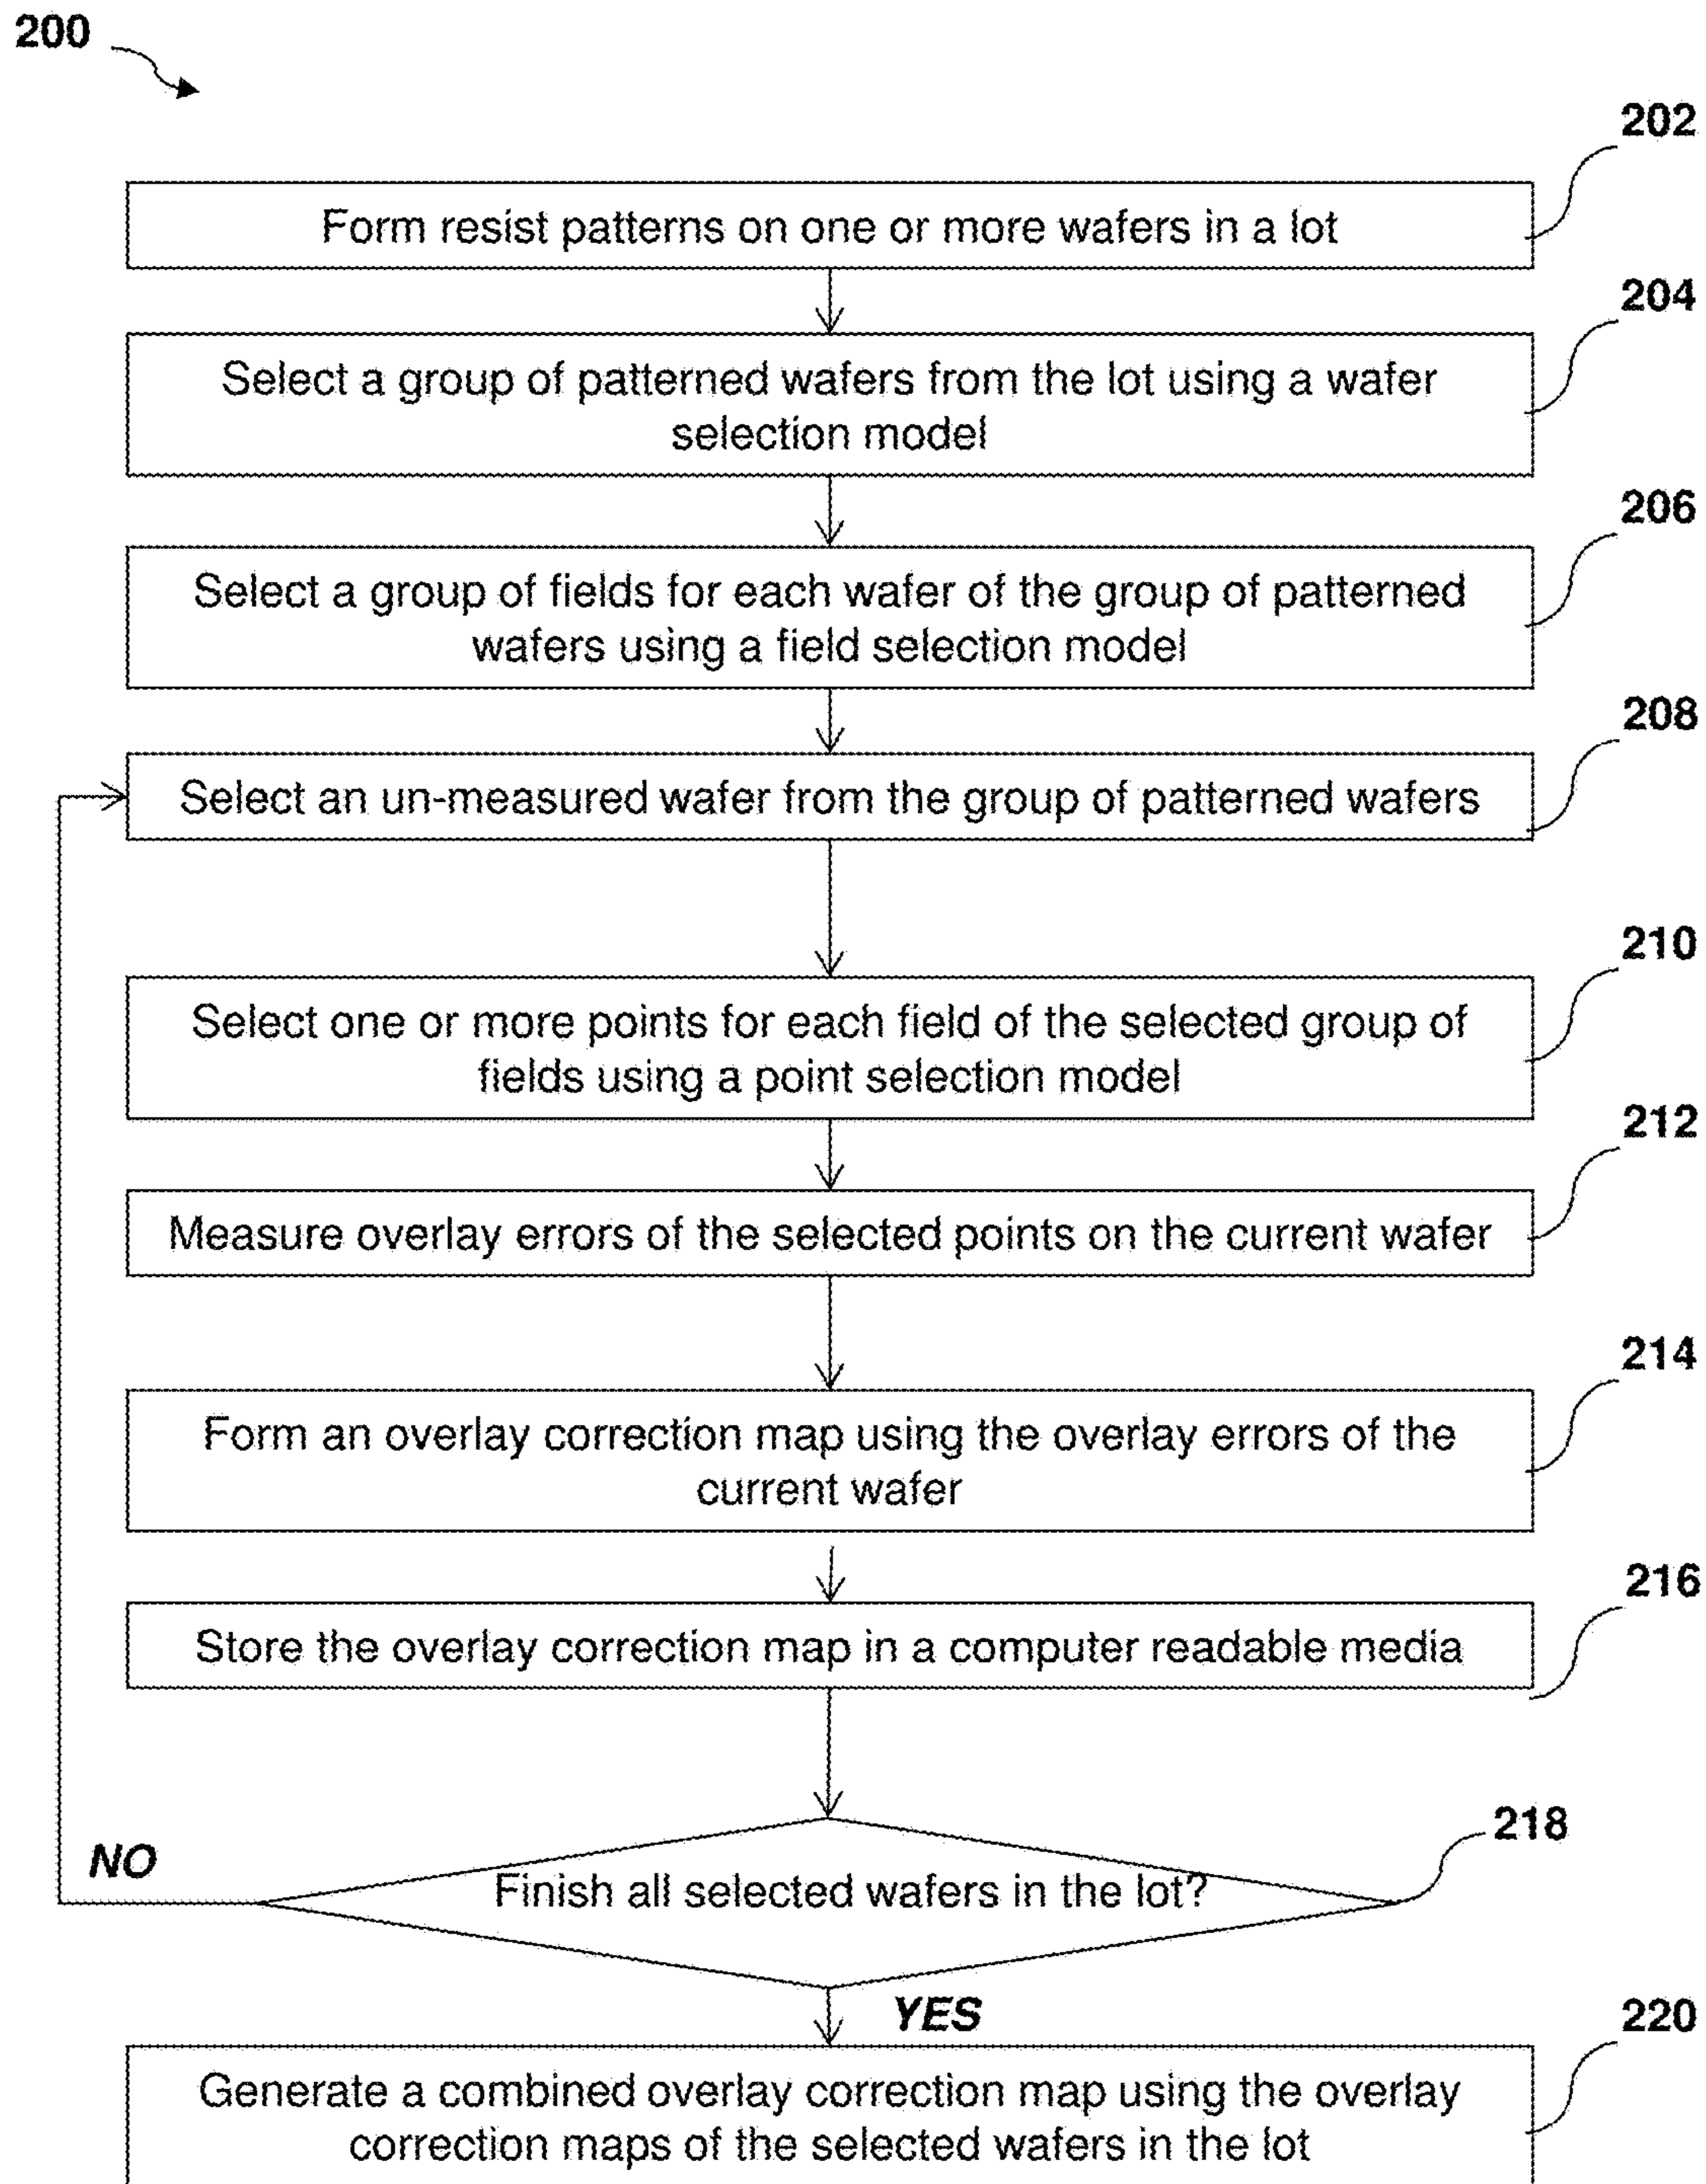 200
202
Form resist patterns on one or more wafers in a lot
204
Select a group of patterned wafers from the lot using a wafer
selection model
206
Select a group of fields for each wafer of the group of patterned
wafers using a field selection model
208
Select an un-measured wafer from the group of patterned wafers
210
Select one or more points for each field of the selected group of
fields using a point selection model
212
Measure overlay errors of the selected points on the current wafer
214
Form an overlay correction map using the overlay errors of the
current wafer
216
Store the overlay correction map in a computer readable media
218
NO
Finish all selected wafers in the lot?
YES
220
Generate a combined overlay correction map using the overlay
correction maps of the selected wafers in the lot